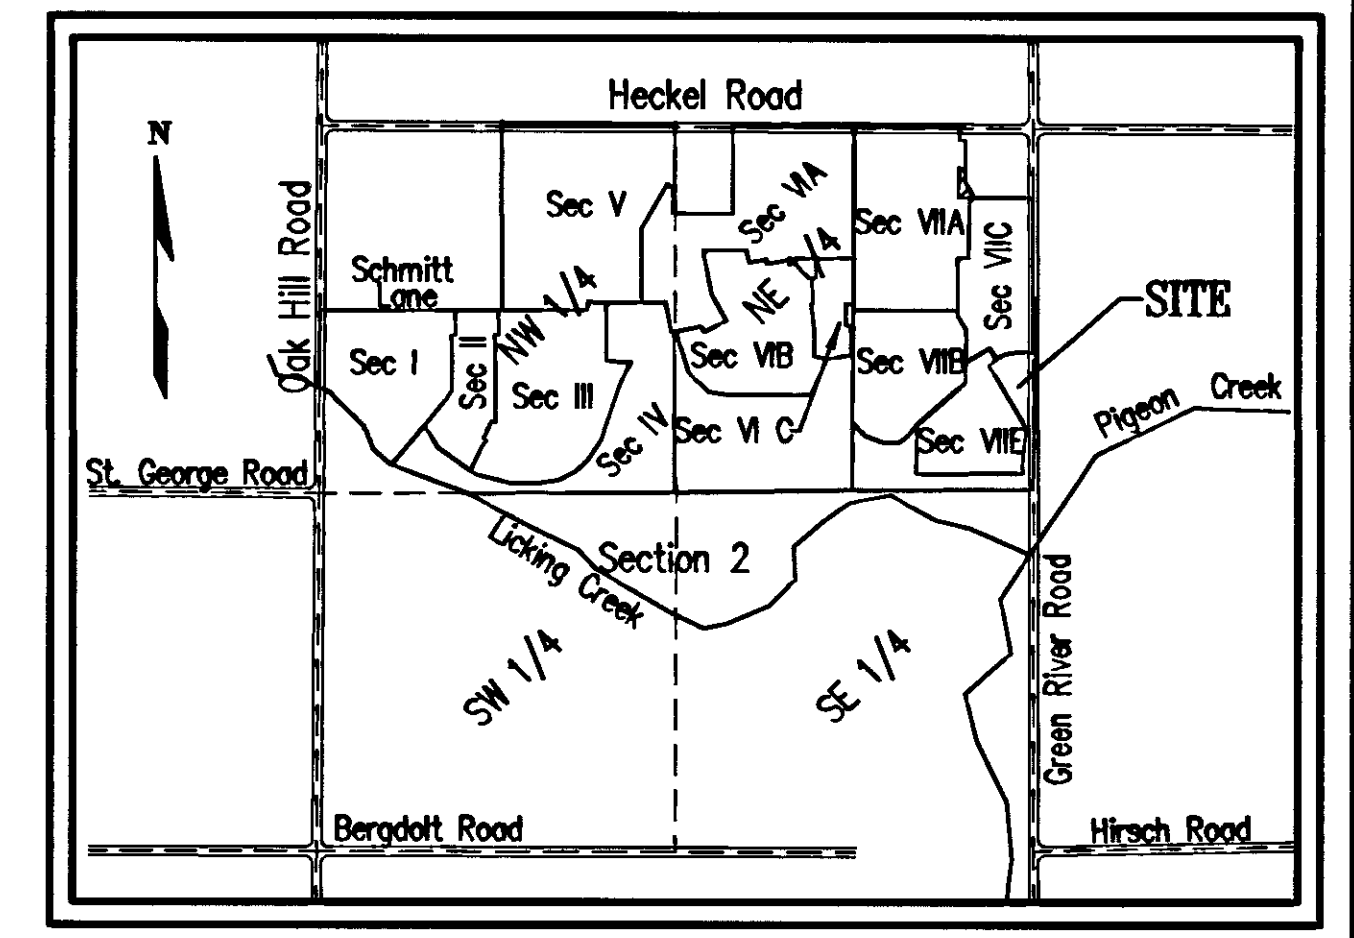 Heckel Road
N
Oak Hill Road
Sec V
Sec VIA
Sec VIIA
Sec VIIC
SITE
Schmitt
Lane
NW 1/4
NE 1/4
Sec I
Sec II
Sec III
Sec IV
Sec VIB
Sec VI C
Sec VIIB
Sec VIIE
Pigeon Creek
St. George Road
Licking Creek
Section 2
SW 1/4
SE 1/4
Green River Road
Bergdolt Road
Hirsch Road